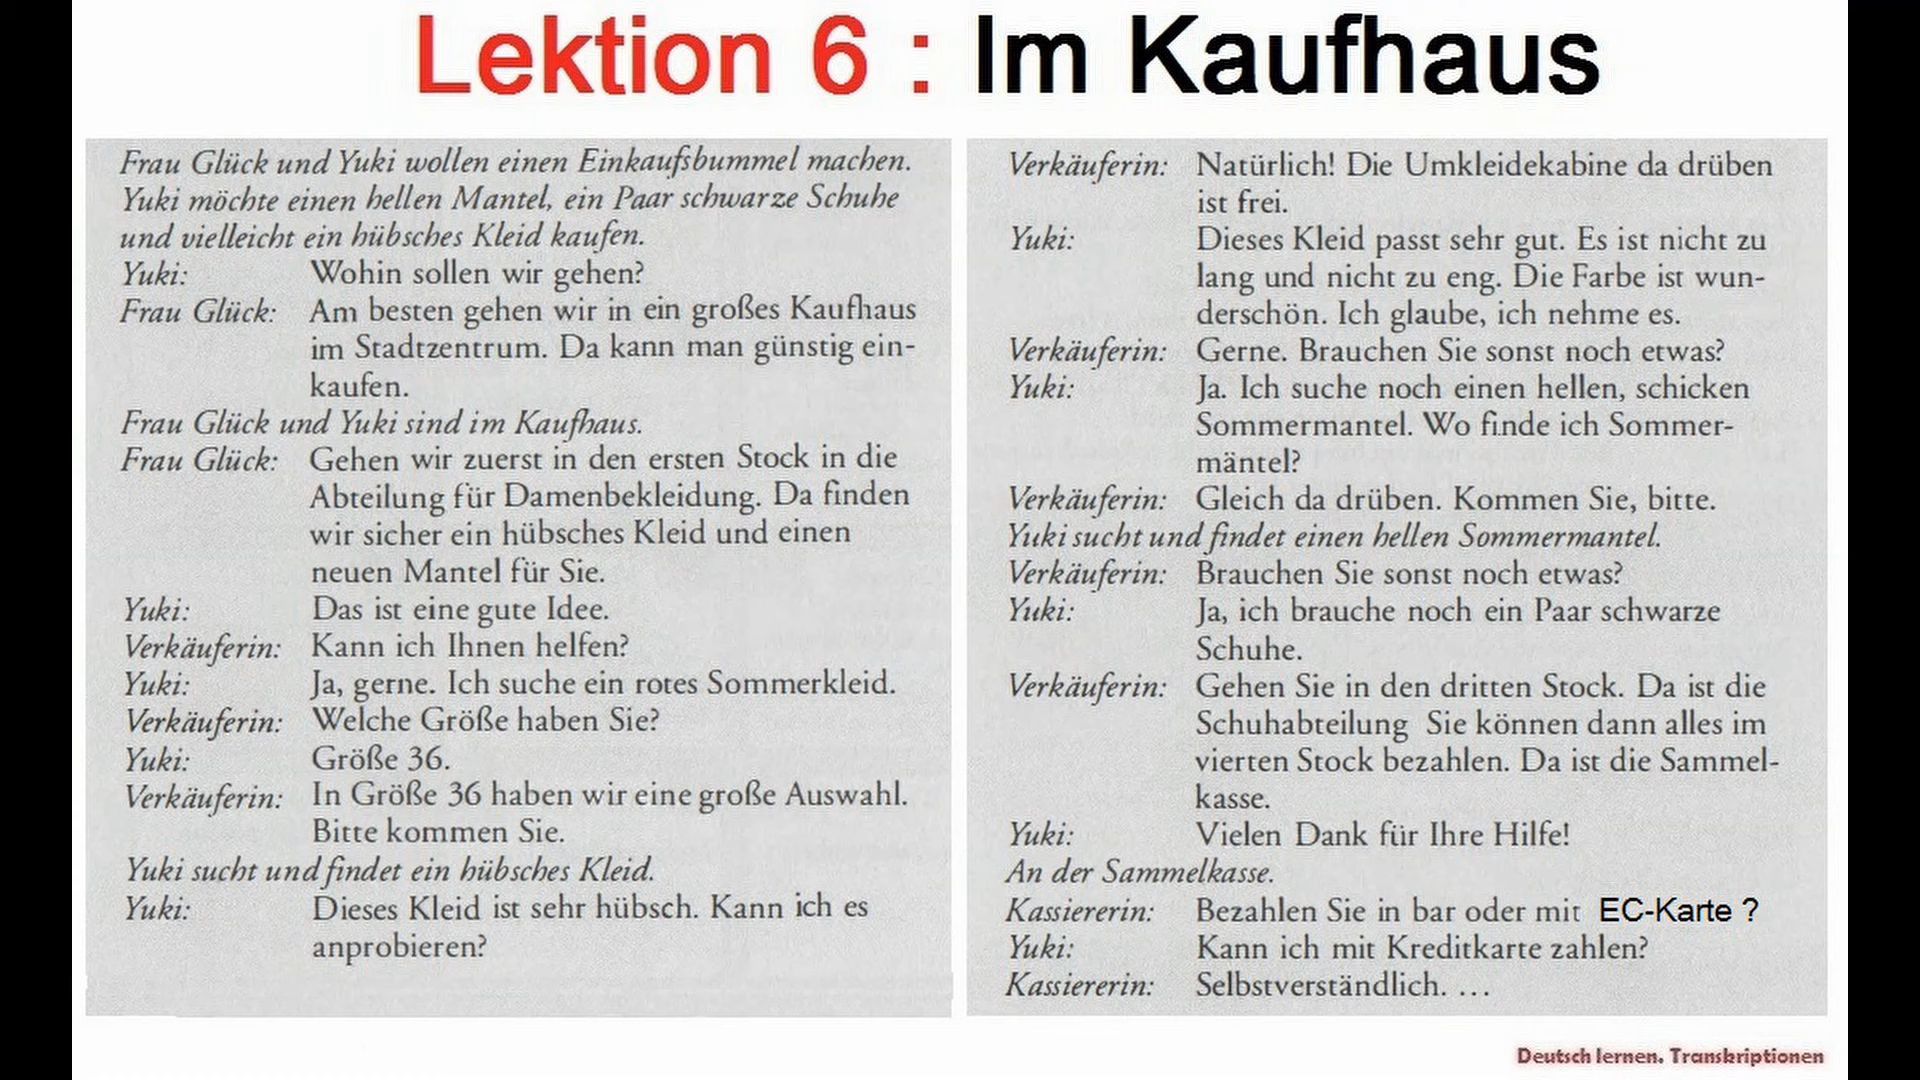 Lektion 6 : Im Kaufhaus
Frau Glück und Yuki wollen einen Einkaufsbummel machen.
Yuki möchte einen hellen Mantel, ein Paar schwarze Schuhe
und vielleicht ein hübsches Kleid kaufen.
Yuki: Wohin sollen wir gehen?
Frau Glück: Am besten gehen wir in ein großes Kaufhaus
im Stadtzentrum. Da kann man günstig ein-
kaufen.
Frau Glück und Yuki sind im Kaufhaus.
Frau Glück: Gehen wir zuerst in den ersten Stock in die
Abteilung für Damenbekleidung. Da finden
wir sicher ein hübsches Kleid und einen
neuen Mantel für Sie.
Yuki: Das ist eine gute Idee.
Verkäuferin: Kann ich Ihnen helfen?
Yuki: Ja, gerne. Ich suche ein rotes Sommerkleid.
Verkäuferin: Welche Größe haben Sie?
Yuki: Größe 36.
Verkäuferin: In Größe 36 haben wir eine große Auswahl.
Bitte kommen Sie.
Yuki sucht und findet ein hübsches Kleid.
Yuki: Dieses Kleid ist sehr hübsch. Kann ich es
anprobieren?
Verkäuferin: Natürlich! Die Umkleidekabine da drüben
ist frei.
Yuki: Dieses Kleid passt sehr gut. Es ist nicht zu
lang und nicht zu eng. Die Farbe ist wun-
derschön. Ich glaube, ich nehme es.
Verkäuferin: Gerne. Brauchen Sie sonst noch etwas?
Yuki: Ja. Ich suche noch einen hellen, schicken
Sommermantel. Wo finde ich Sommer-
mäntel?
Verkäuferin: Gleich da drüben. Kommen Sie, bitte.
Yuki sucht und findet einen hellen Sommermantel.
Verkäuferin: Brauchen Sie sonst noch etwas?
Yuki: Ja, ich brauche noch ein Paar schwarze
Schuhe.
Verkäuferin: Gehen Sie in den dritten Stock. Da ist die
Schuhabteilung Sie können dann alles im
vierten Stock bezahlen. Da ist die Sammel-
kasse.
Yuki: Vielen Dank für Ihre Hilfe!
An der Sammelkasse.
Kassiererin: Bezahlen Sie in bar oder mit EC-Karte ?
Yuki: Kann ich mit Kreditkarte zahlen?
Kassiererin: Selbstverständlich. …
Deutsch lernen. Transkriptionen